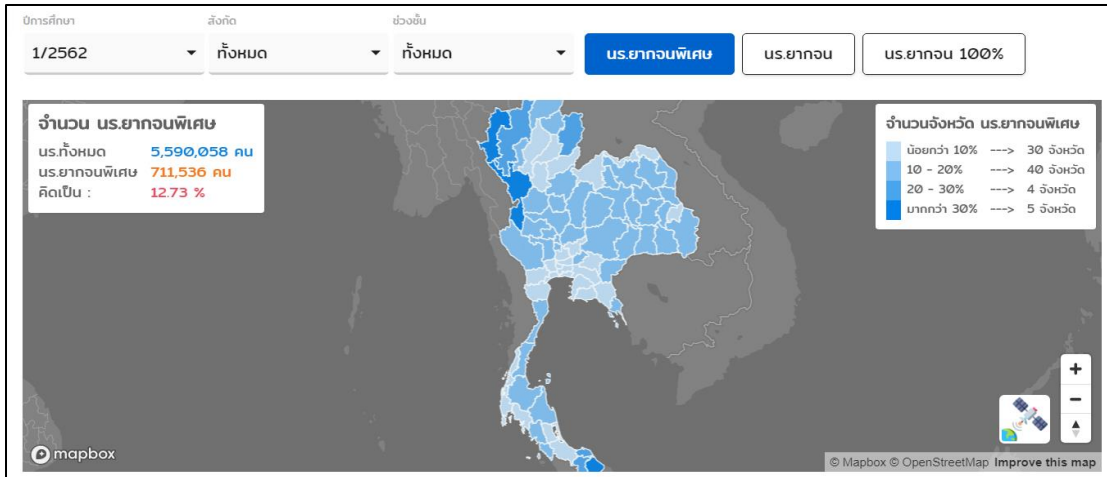 ปีการศึกษา
สังกัด
ช่วงชั้น
1/2562
ทั้งหมด
ทั้งหมด
นร.ยากจนพิเศษ
นร.ยากจน
นร.ยากจน 100%
จำนวน นร.ยากจนพิเศษ
นร.ทั้งหมด 5,590,058 คน
นร.ยากจนพิเศษ 711,536 คน
คิดเป็น : 12.73 %
จำนวนจังหวัด นร.ยากจนพิเศษ
น้อยกว่า 10% ---> 30 จังหวัด
10 - 20% ---> 40 จังหวัด
20 - 30% ---> 4 จังหวัด
มากกว่า 30% ---> 5 จังหวัด
mapbox
© Mapbox © OpenStreetMap Improve this map